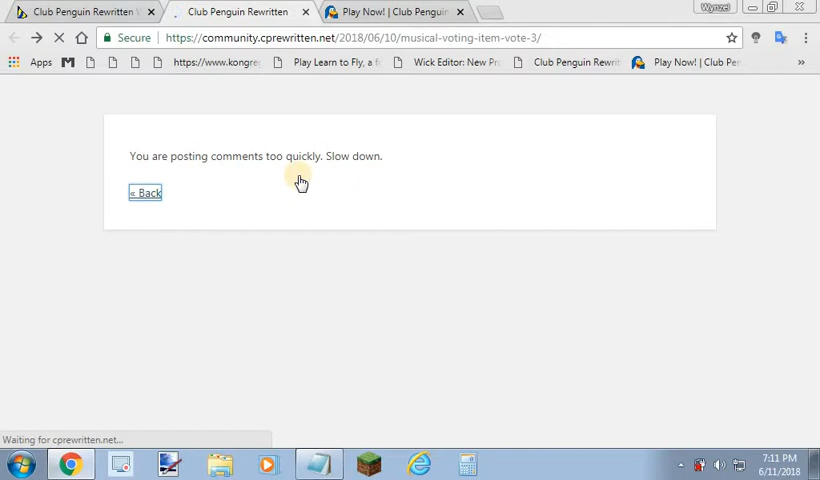 Club Penguin Rewritten
Club Penguin Rewritten
Play Now! | Club Penguin
Wynzel
Secure
https://community.cprewritten.net/2018/06/10/musical-voting-item-vote-3/
Apps
https://www.kongre
Play Learn to Fly, a f
Wick Editor: New Pr
Club Penguin Rewrit
Play Now! | Club Pen
»
You are posting comments too quickly. Slow down.
« Back
Waiting for cprewritten.net...
7:11 PM
6/11/2018